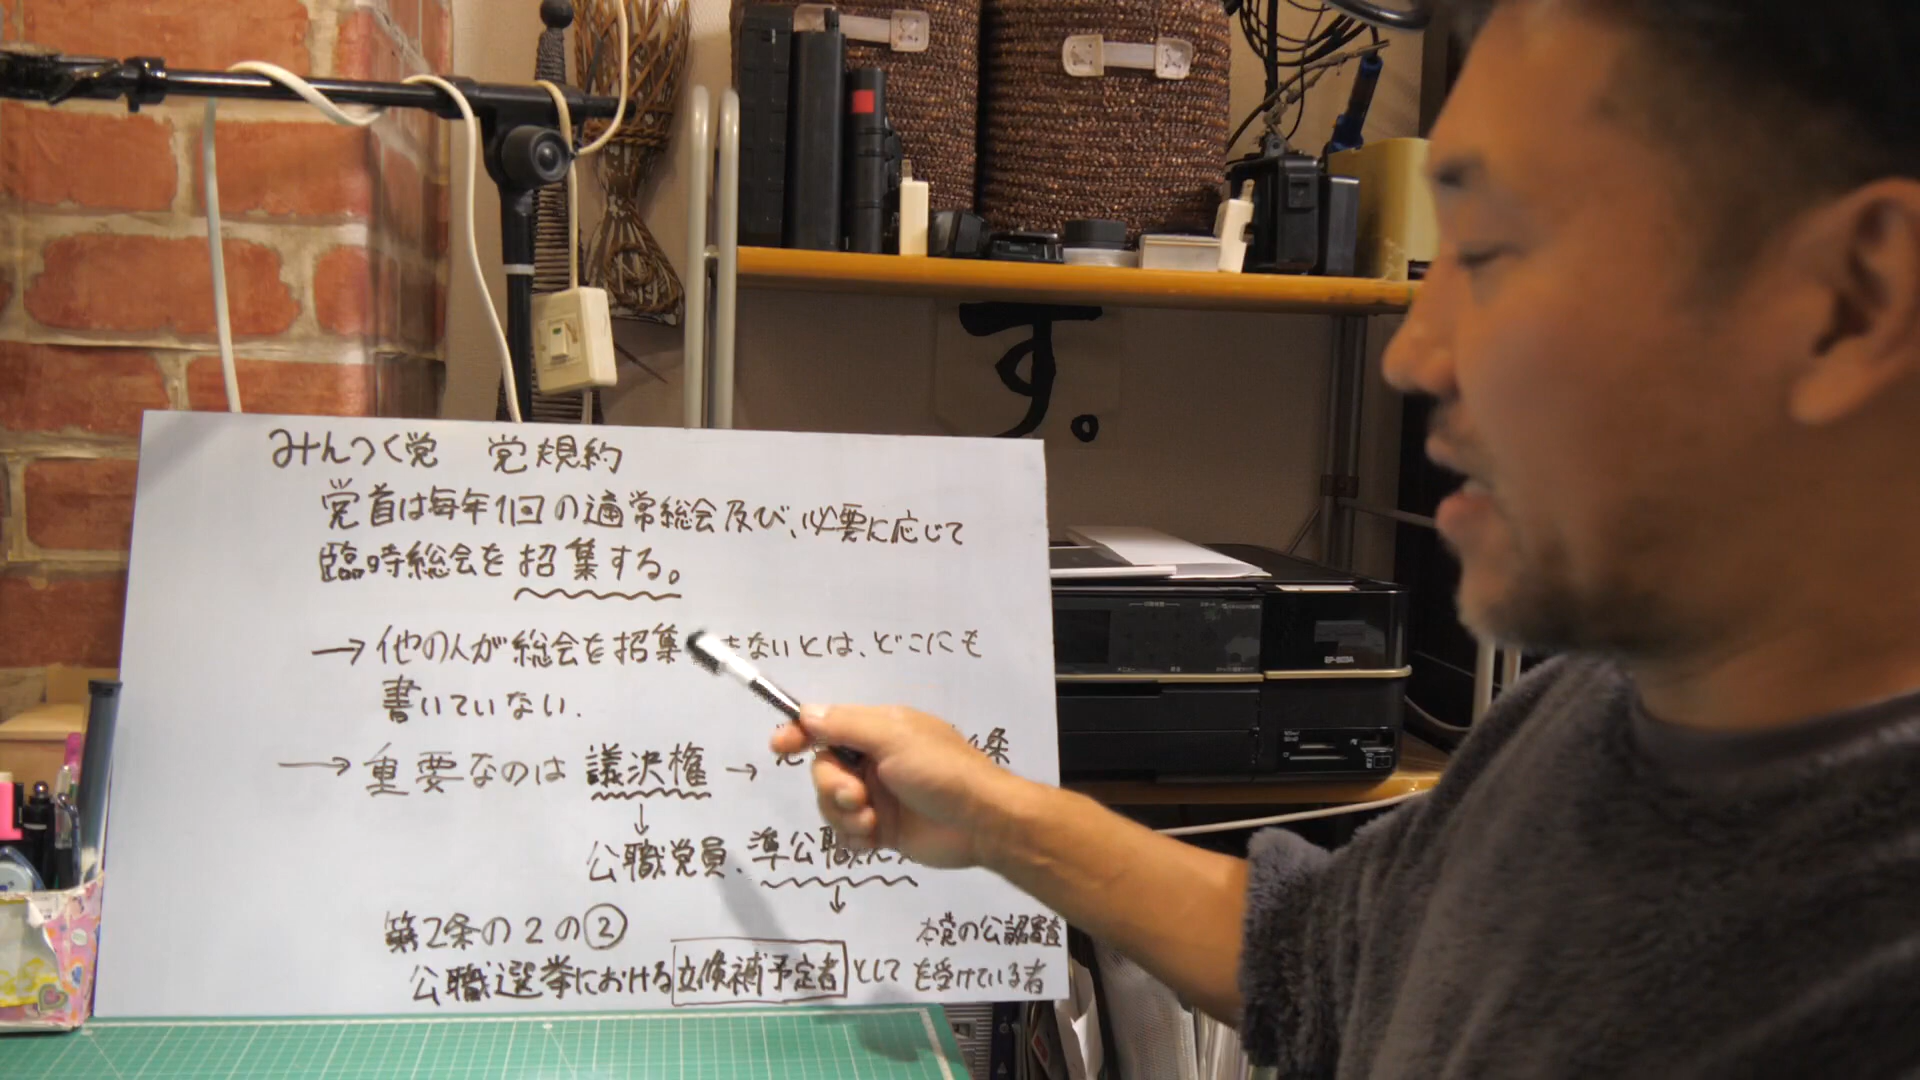 す。
みんつく党 党規約
党首は毎年1回の通常総会及び、必要に応じて
臨時総会を招集する。
→他の人が総会を招集 ないとは、どこにも
書いていない.
→重要なのは 議決権 → 条
↓
公職党員、準公職
↓
第2条の2の②
公職選挙における立候補予定者として
本党の公認審査
を受けている者